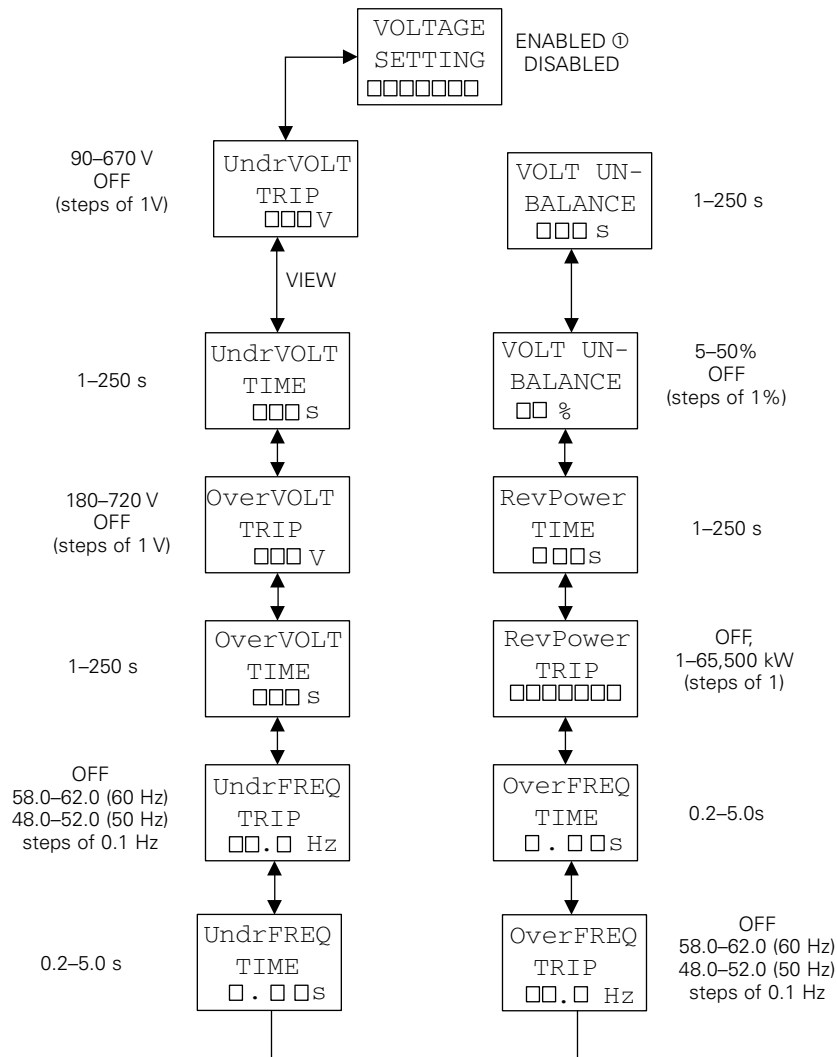 VOLTAGE
SETTING
□□□□□□□
ENABLED ①
DISABLED
90–670 V
OFF
(steps of 1V)
UndrVOLT
TRIP
□□□V
VIEW
1–250 s
UndrVOLT
TIME
□□□s
180–720 V
OFF
(steps of 1 V)
OverVOLT
TRIP
□□□ V
1–250 s
OverVOLT
TIME
□□□ s
OFF
58.0–62.0 (60 Hz)
48.0–52.0 (50 Hz)
steps of 0.1 Hz
UndrFREQ
TRIP
□□.□ Hz
0.2–5.0 s
UndrFREQ
TIME
□.□□s
VOLT UN-
BALANCE
□□□ s
1–250 s
VOLT UN-
BALANCE
□□ %
5–50%
OFF
(steps of 1%)
RevPower
TIME
□□□s
1–250 s
RevPower
TRIP
□□□□□□□
OFF,
1–65,500 kW
(steps of 1)
OverFREQ
TIME
□.□□s
0.2–5.0s
OverFREQ
TRIP
□□.□ Hz
OFF
58.0–62.0 (60 Hz)
48.0–52.0 (50 Hz)
steps of 0.1 Hz